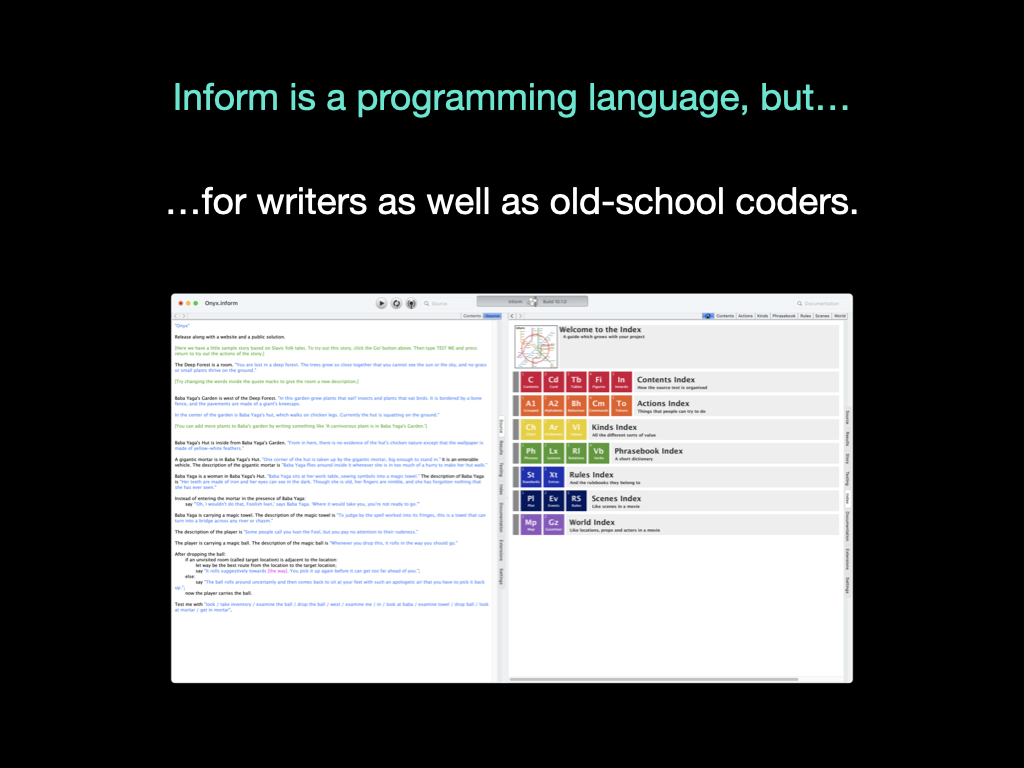 Inform is a programming language, but…
…for writers as well as old-school coders.
Onyx.inform
Source
Inform
Build 10.1.0
Documentation
Contents
Source
Contents Actions Kinds Phrasebook Rules Scenes World
"Onyx"
Release along with a website and a public solution.
[Here we have a little sample story based on Slavic folk tales. To try out this story, click the Go! button above. Then type TEST ME and press
return to try out the actions of the story.]
The Deep Forest is a room. "You are lost in a deep forest. The trees grow so close together that you cannot see the sun or the sky, and no grass
or small plants thrive on the ground."
[Try changing the words inside the quote marks to give the room a new description.]
Baba Yaga's Garden is west of the Deep Forest. "In this garden grow plants that eat? insects and plants that eat birds. It is bordered by a bone
fence, and the pavements are made of a giant's kneecaps.
In the center of the garden is Baba Yaga's hut, which walks on chicken legs. Currently the hut is squatting on the ground."
[You can add more plants to Baba's garden by writing something like 'A carnivorous plant is in Baba Yaga's Garden.']
Baba Yaga's Hut is inside from Baba Yaga's Garden. "From in here, there is no evidence of the hut's chicken nature except that the wallpaper is
made of yellow-white feathers."
A gigantic mortar is in Baba Yaga's Hut. "One corner of the hut is taken up by the gigantic mortar, big enough to stand in." It is an enterable
vehicle. The description of the gigantic mortar is "Baba Yaga flies around inside it whenever she is in too much of a hurry to make her hut walk."
Baba Yaga is a woman in Baba Yaga's Hut. "Baba Yaga sits at her work table, sewing symbols into a magic towel." The description of Baba Yaga
is "Her teeth are made of iron and her eyes can see in the dark. Though she is old, her fingers are nimble, and she has forgotten nothing that
she has ever seen."
Instead of entering the mortar in the presence of Baba Yaga:
say "'Oh, I wouldn't do that, Foolish Ivan,' says Baba Yaga. 'Where it would take you, you're not ready to go.'"
Baba Yaga is carrying a magic towel. The description of the magic towel is "To judge by the spell worked into its fringes, this is a towel that can
turn into a bridge across any river or chasm."
The description of the player is "Some people call you Ivan the Fool, but you pay no attention to their rudeness."
The player is carrying a magic ball. The description of the magic ball is "Whenever you drop this, it rolls in the way you should go."
After dropping the ball:
if an unvisited room (called target location) is adjacent to the location:
let way be the best route from the location to the target location;
say "It rolls suggestively towards [the way]. You pick it up again before it can get too far ahead of you.";
else:
say "The ball rolls around uncertainly and then comes back to sit at your feet with such an apologetic air that you have to pick it back
up.";
now the player carries the ball.
Test me with "look / take inventory / examine the ball / drop the ball / west / examine me / in / look at baba / examine towel / drop ball / look
at mortar / get in mortar".
Source
Results
Testing
Index
Documentation
Extensions
Settings
Welcome to the Index
A guide which grows with your project
C Contents
Cd Card
Tb Tables
Fi Figures
In Innards
Contents Index
How the source text is organised
A1 Grouped
A2 Alphabetic
Bh Behaviour
Cm Commands
To Tokens
Actions Index
Things that people can try to do
Ch Chart
Ar Arithmetic
Vl Values
Kinds Index
All the different sorts of value
Ph Phrases
Lx Lexicon
Rl Relations
Vb Verbs
Phrasebook Index
A short dictionary
St Standards
Xt Extras
Rules Index
And the rulebooks they belong to
Pl Plot
Ev Events
RS Rules
Scenes Index
Like scenes in a movie
Mp Map
Gz Gazetteer
World Index
Like locations, props and actors in a movie
Source
Results
Story
Testing
Index
Documentation
Extensions
Settings